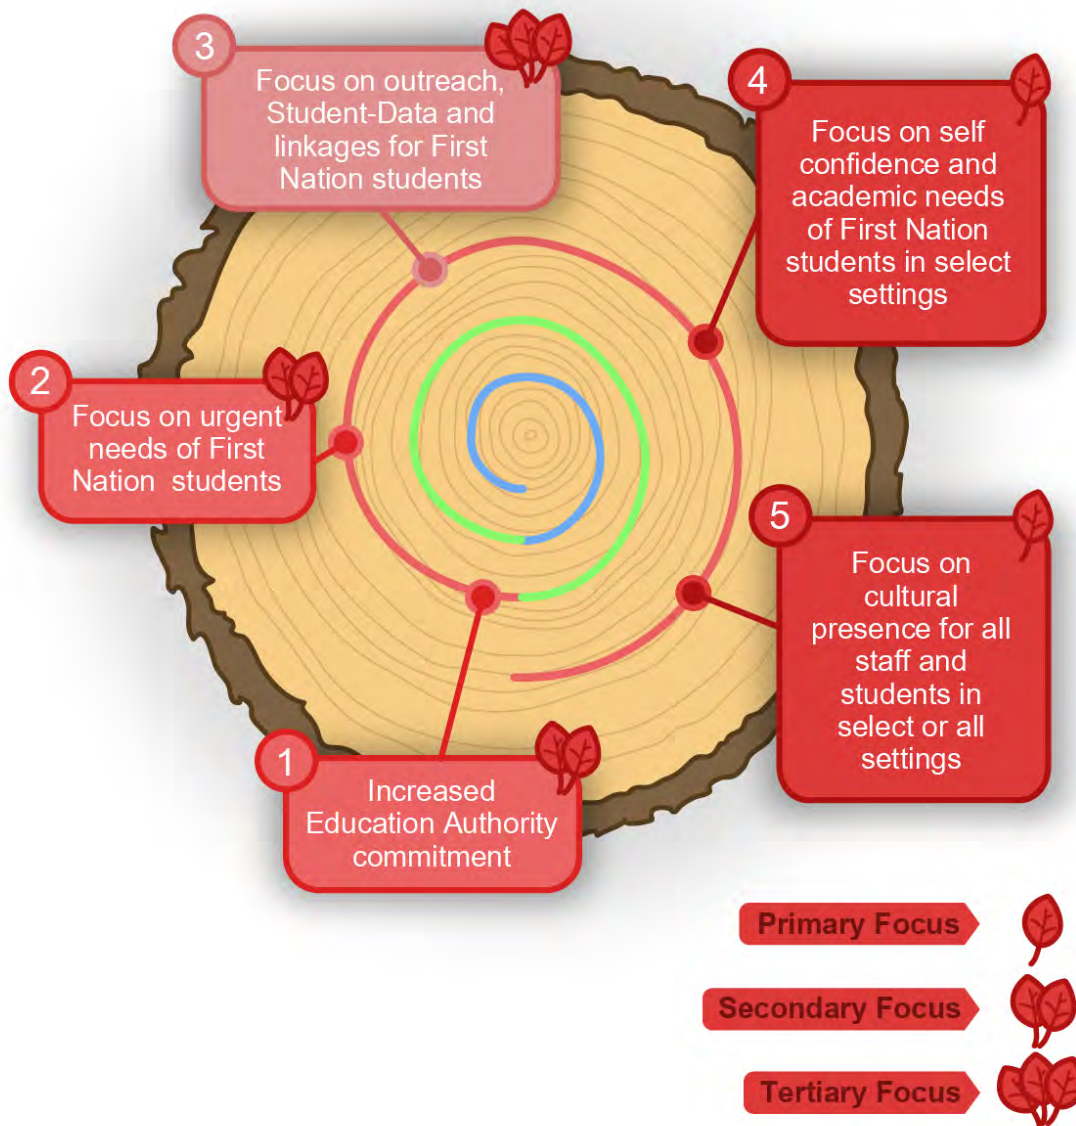 3
Focus on outreach,
Student-Data and
linkages for First
Nation students
4
Focus on self
confidence and
academic needs
of First Nation
students in select
settings
2
Focus on urgent
needs of First
Nation students
5
Focus on
cultural
presence for all
staff and
students in
select or all
settings
1
Increased
Education Authority
commitment
Primary Focus
Secondary Focus
Tertiary Focus